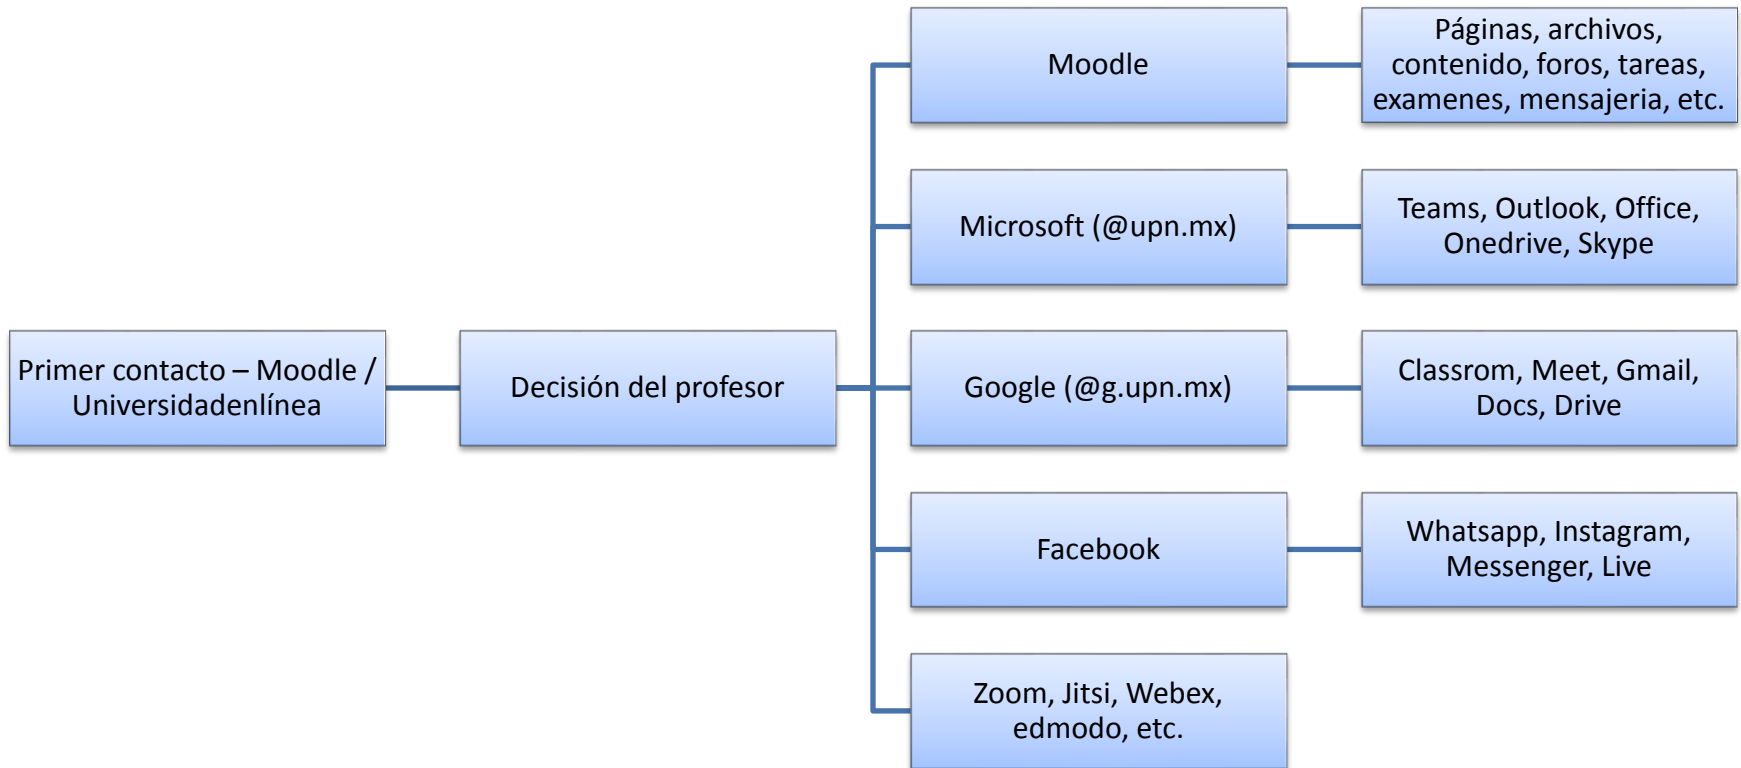 Primer contacto – Moodle /
Universidadenlínea
Decisión del profesor
Moodle
Páginas, archivos,
contenido, foros, tareas,
examenes, mensajeria, etc.
Microsoft (@upn.mx)
Teams, Outlook, Office,
Onedrive, Skype
Google (@g.upn.mx)
Classrom, Meet, Gmail,
Docs, Drive
Facebook
Whatsapp, Instagram,
Messenger, Live
Zoom, Jitsi, Webex,
edmodo, etc.